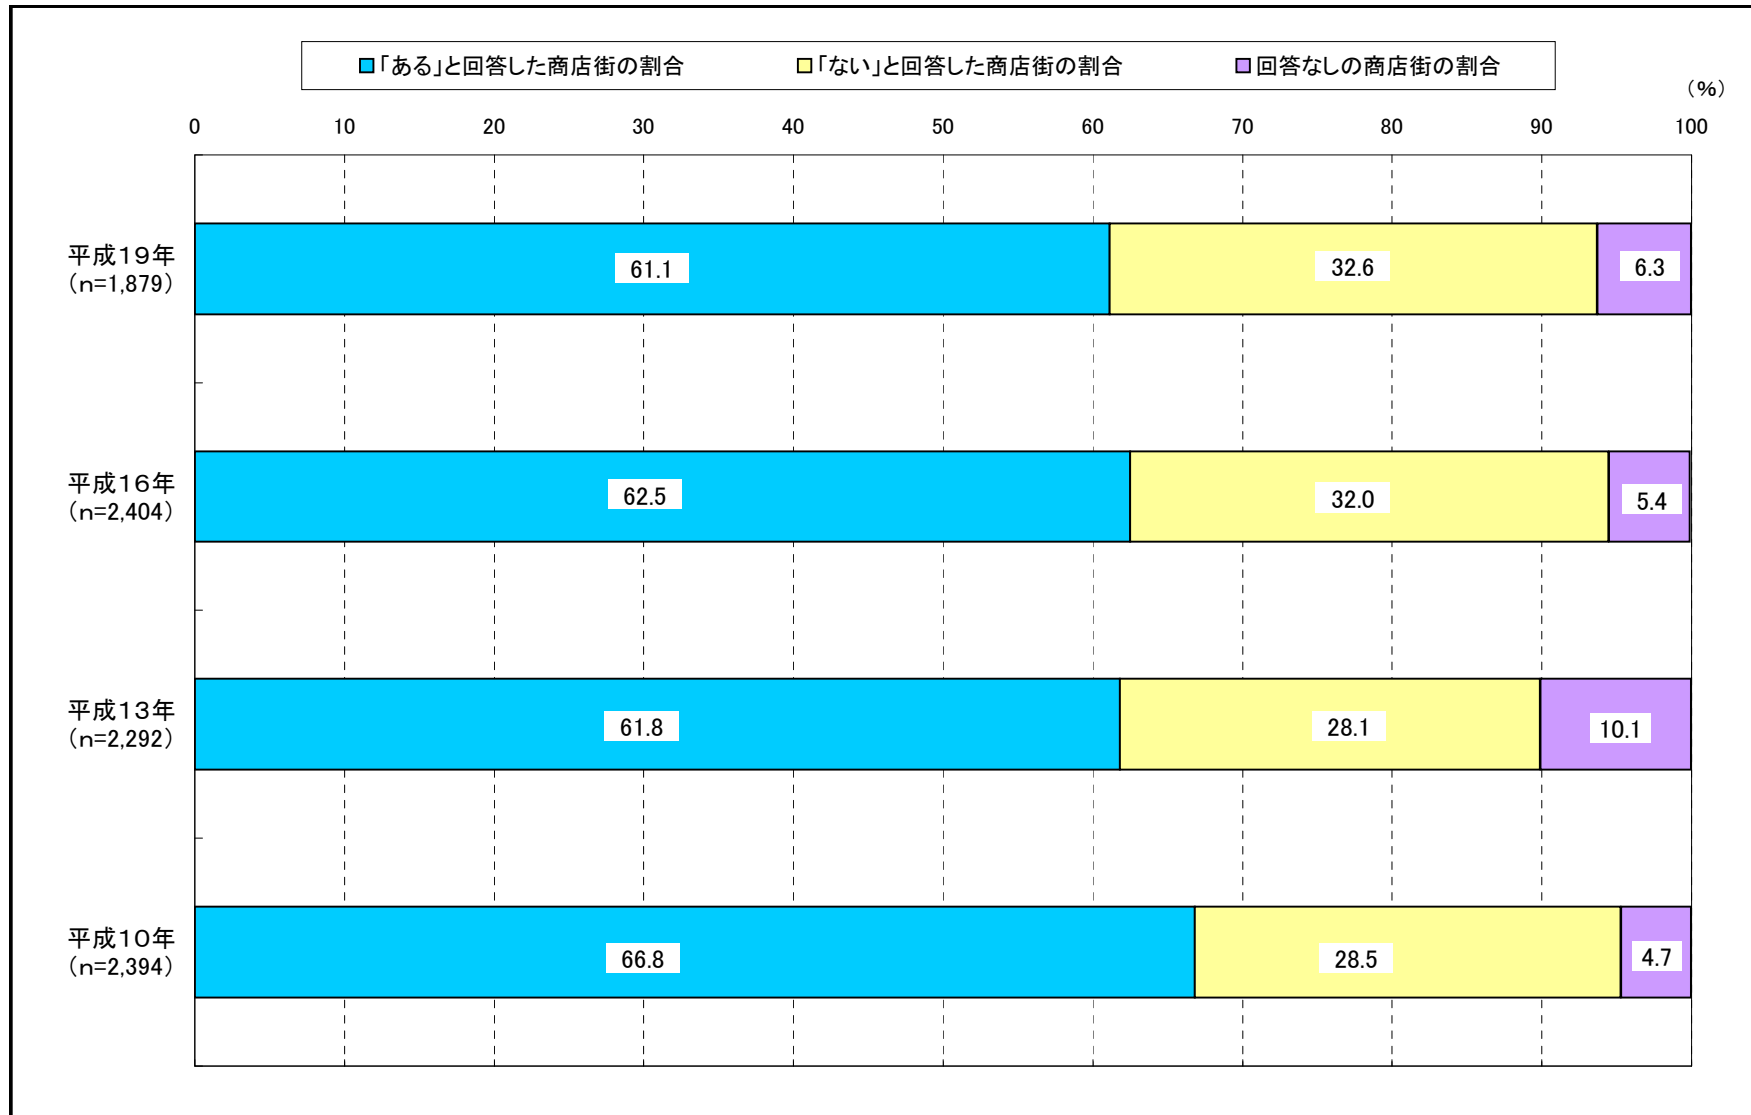 「ある」と回答した商店街の割合 「ない」と回答した商店街の割合 回答なしの商店街の割合
（%）
0 10 20 30 40 50 60 70 80 90 100
平成１９年
（n=1,879）
61.1 32.6 6.3
平成１６年
（n=2,404）
62.5 32.0 5.4
平成１３年
（n=2,292）
61.8 28.1 10.1
平成１０年
（n=2,394）
66.8 28.5 4.7